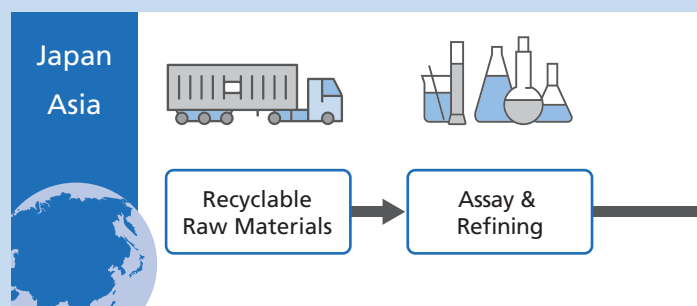 Japan
Asia
Recyclable
Raw Materials
Assay &
Refining